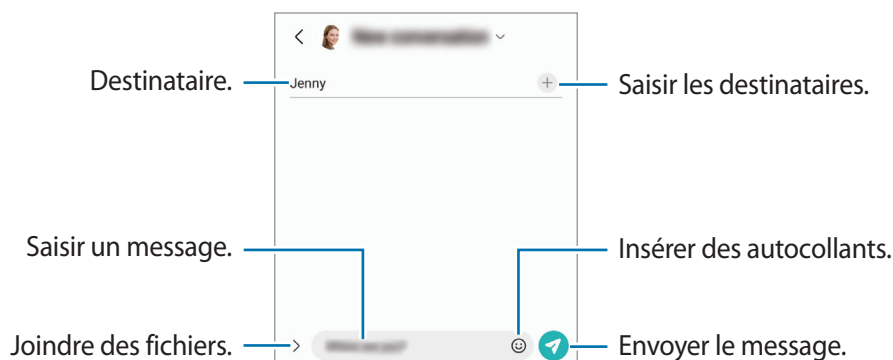 Destinataire.
Jenny
Saisir les destinataires.
Saisir un message.
Insérer des autocollants.
Joindre des fichiers.
Envoyer le message.